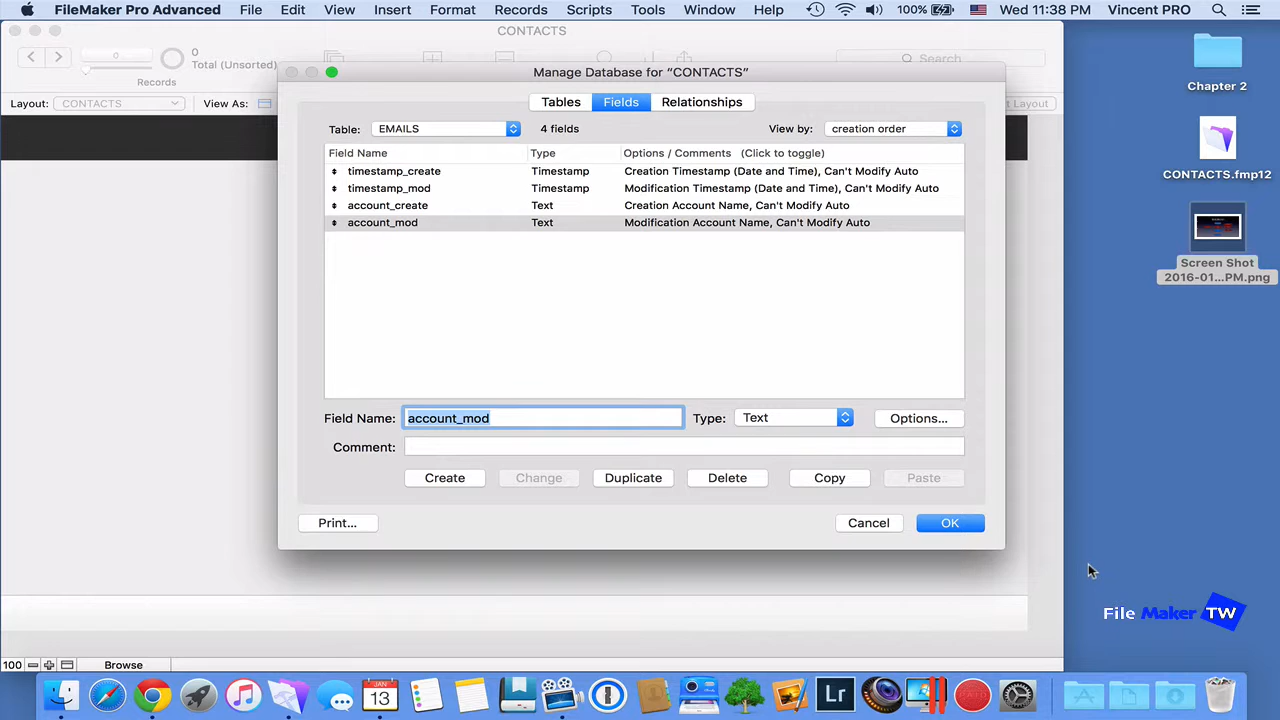 FileMaker Pro Advanced File Edit View Insert Format Records Scripts Tools Window Help 100% Wed 11:38 PM Vincent PRO
CONTACTS
0
0
Total (Unsorted)
Records
Search
Layout: CONTACTS View As:
Layout
Manage Database for “CONTACTS”
Tables Fields Relationships
Table: EMAILS 4 fields View by: creation order
Field Name Type Options / Comments (Click to toggle)
timestamp_create Timestamp Creation Timestamp (Date and Time), Can't Modify Auto
timestamp_mod Timestamp Modification Timestamp (Date and Time), Can't Modify Auto
account_create Text Creation Account Name, Can't Modify Auto
account_mod Text Modification Account Name, Can't Modify Auto
Field Name: account_mod Type: Text Options...
Comment:
Create Change Duplicate Delete Copy Paste
Print... Cancel OK
Chapter 2
CONTACTS.fmp12
Screen Shot
2016-01...PM.png
File Maker TW
100 Browse
JAN
13
Lr